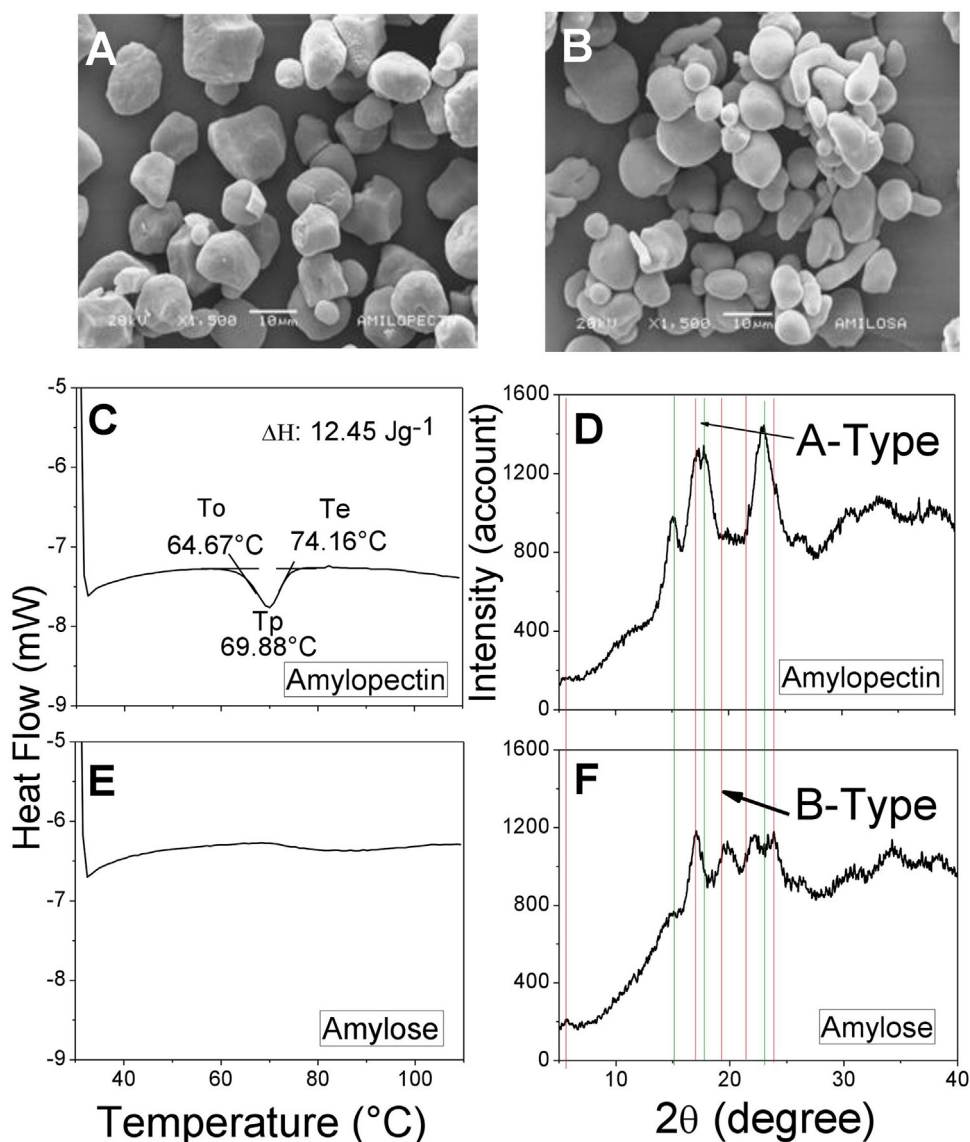 A
20kV X1,500 10µm AMILOPECTI
B
20kU X1,500 10µm AMILOSA
C
ΔH: 12.45 Jg-1
To
64.67°C
Te
74.16°C
Tp
69.88°C
Amylopectin
-5
-6
-7
-8
-9
D
A-Type
Amylopectin
1600
1200
800
400
0
Intensity (account)
E
Amylose
-5
-6
-7
-8
-9
40 60 80 100
Heat Flow (mW)
Temperature (°C)
F
B-Type
Amylose
1600
1200
800
400
0
10 20 30 40
2θ (degree)